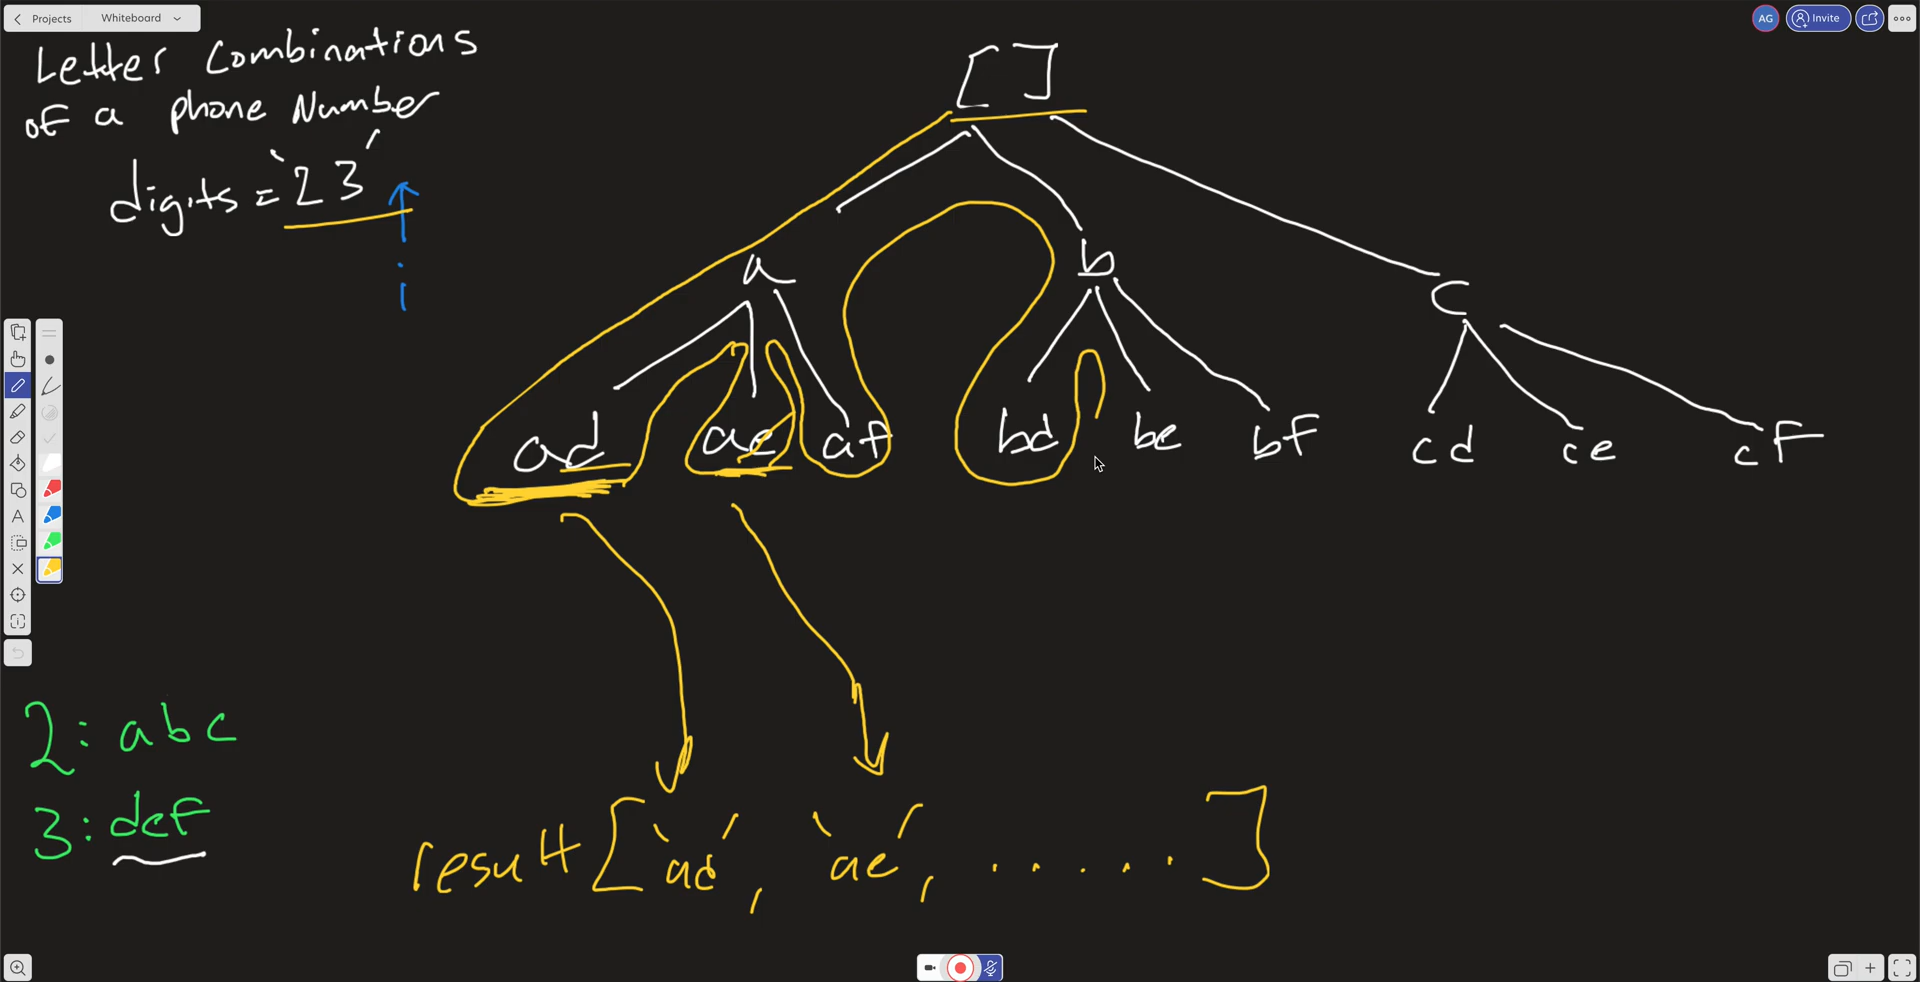 Projects
Whiteboard
AG
Invite
Letter Combinations
of a phone Number
digits = '23'
i
[ ]
a
b
c
ad
ae
af
bd
be
bf
cd
ce
cf
2: abc
3: def
result ['ad', 'ae', ......]